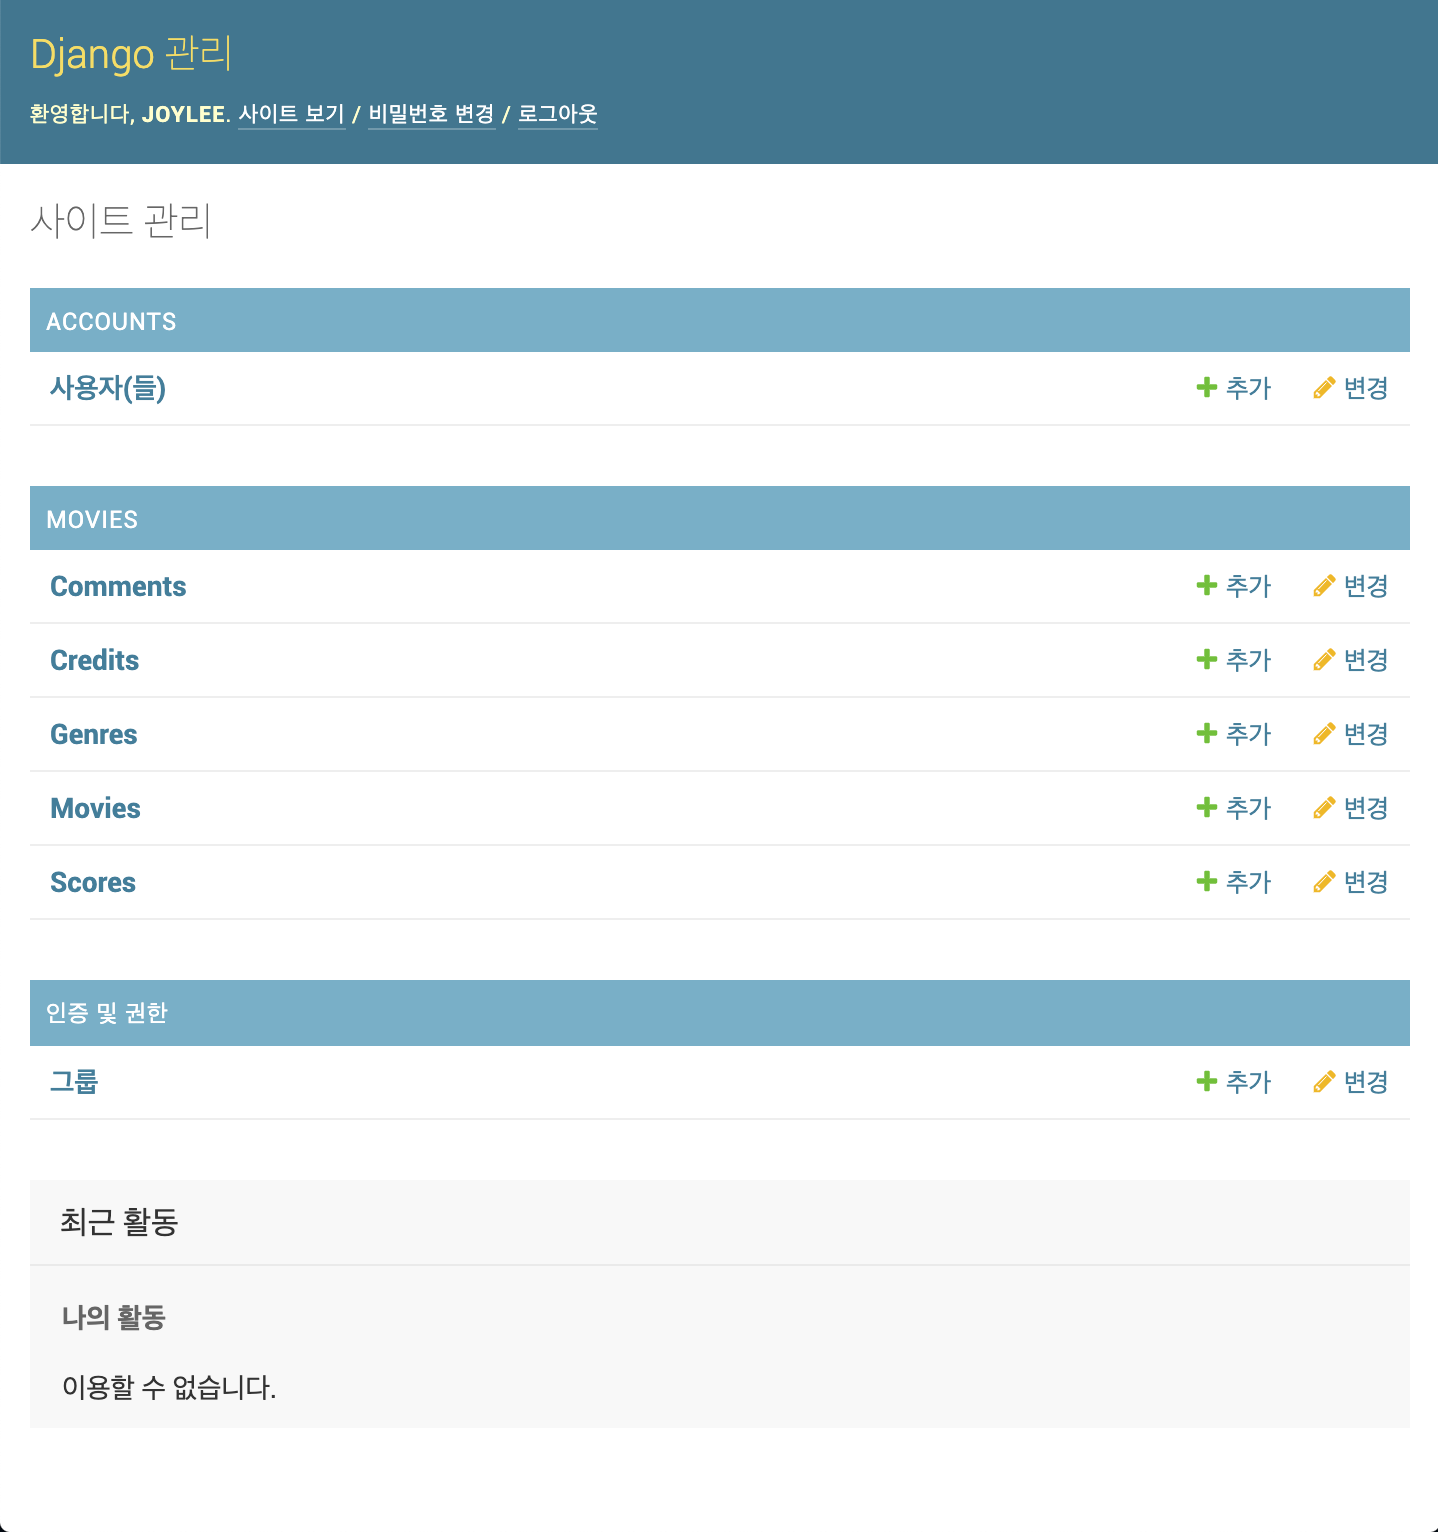 Django 관리
환영합니다, JOYLEE. 사이트 보기 / 비밀번호 변경 / 로그아웃
사이트 관리
ACCOUNTS
사용자(들) 추가 변경
MOVIES
Comments 추가 변경
Credits 추가 변경
Genres 추가 변경
Movies 추가 변경
Scores 추가 변경
인증 및 권한
그룹 추가 변경
최근 활동
나의 활동
이용할 수 없습니다.